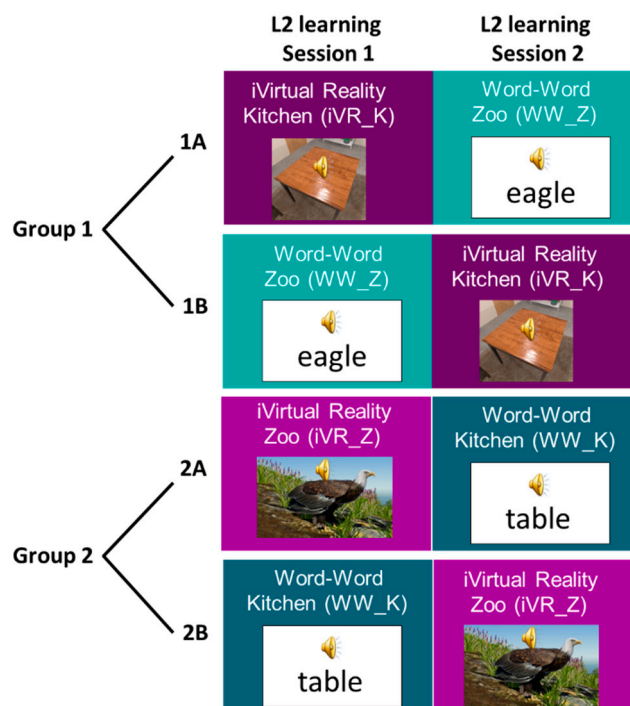 L2 learning
Session 1
L2 learning
Session 2
1A
iVirtual Reality
Kitchen (iVR_K)
Word-Word
Zoo (WW_Z)
eagle
Group 1
1B
Word-Word
Zoo (WW_Z)
eagle
iVirtual Reality
Kitchen (iVR_K)
2A
iVirtual Reality
Zoo (iVR_Z)
Word-Word
Kitchen (WW_K)
table
Group 2
2B
Word-Word
Kitchen (WW_K)
table
iVirtual Reality
Zoo (iVR_Z)